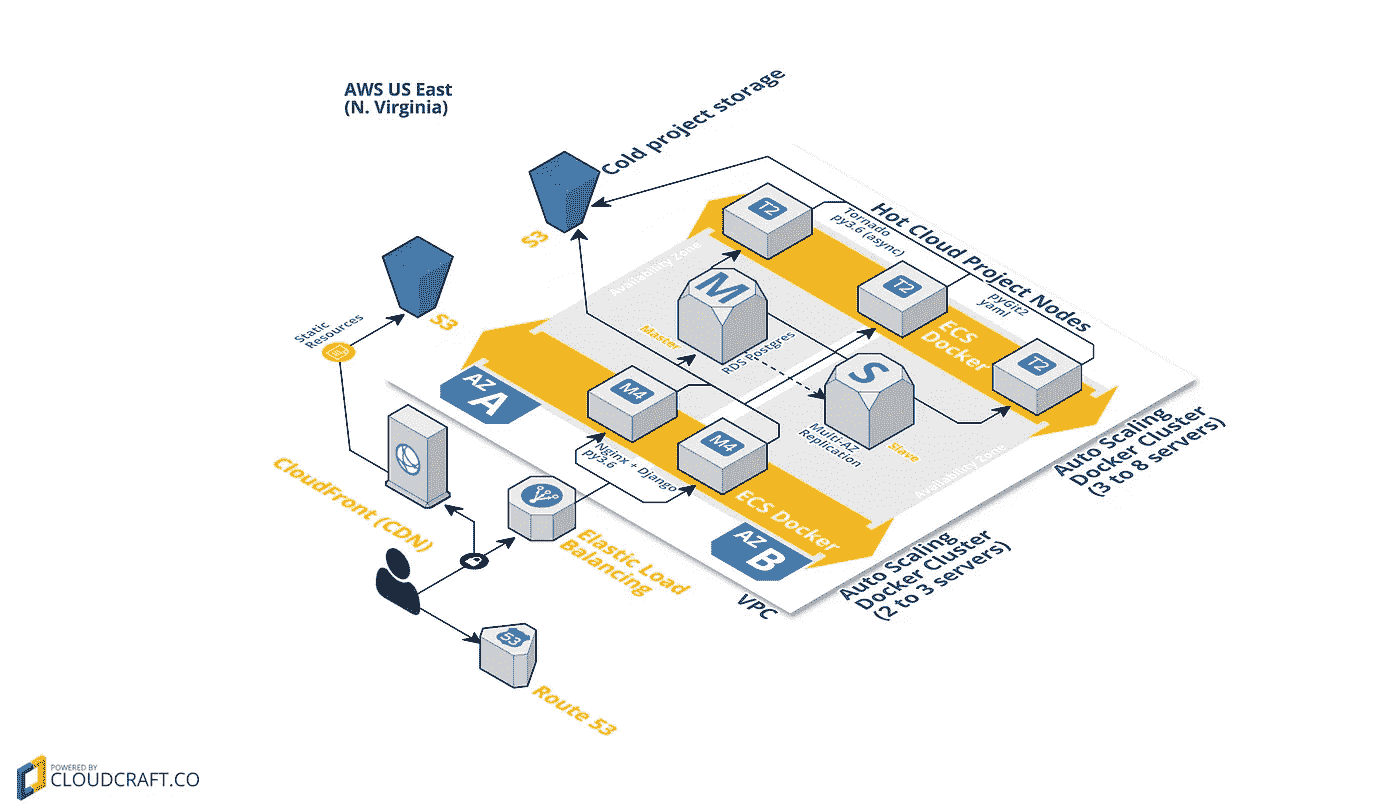 AWS US East
(N. Virginia)
Cold project storage
S3
S3
Static
Resources
T2
Tornado
py3.6 (async)
Hot Cloud Project Nodes
T2
pyGit2
yaml
T2
ECS
Docker
Availability Zone
M
Master
RDS Postgres
S
Slave
Multi-AZ
Replication
Availability Zone
AZ
A
M4
M4
Nginx + Django
py3.6
ECS Docker
AZ
B
Auto Scaling
Docker Cluster
(3 to 8 servers)
Auto Scaling
Docker Cluster
(2 to 3 servers)
VPC
CloudFront (CDN)
Elastic Load
Balancing
53
Route 53
POWERED BY
CLOUDCRAFT.CO